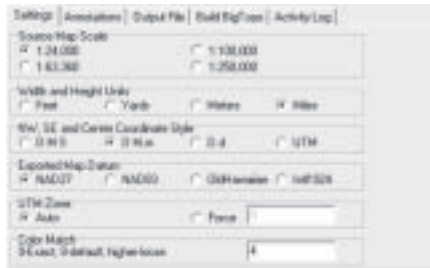 Settings Annotations Output File Build BigTopo Activity Log
Source Map Scale
1:24,000 1:100,000
1:63,360 1:250,000
Width and Height Units
Feet Yards Meters Miles
NW, SE and Center Coordinate Style
D M S D M.m D.d UTM
Exported Map Datum
NAD27 NAD83 OldHawaiian
UTM Zone
Auto Force
Color Match
0-Exact, 9-default, higher-looser
4